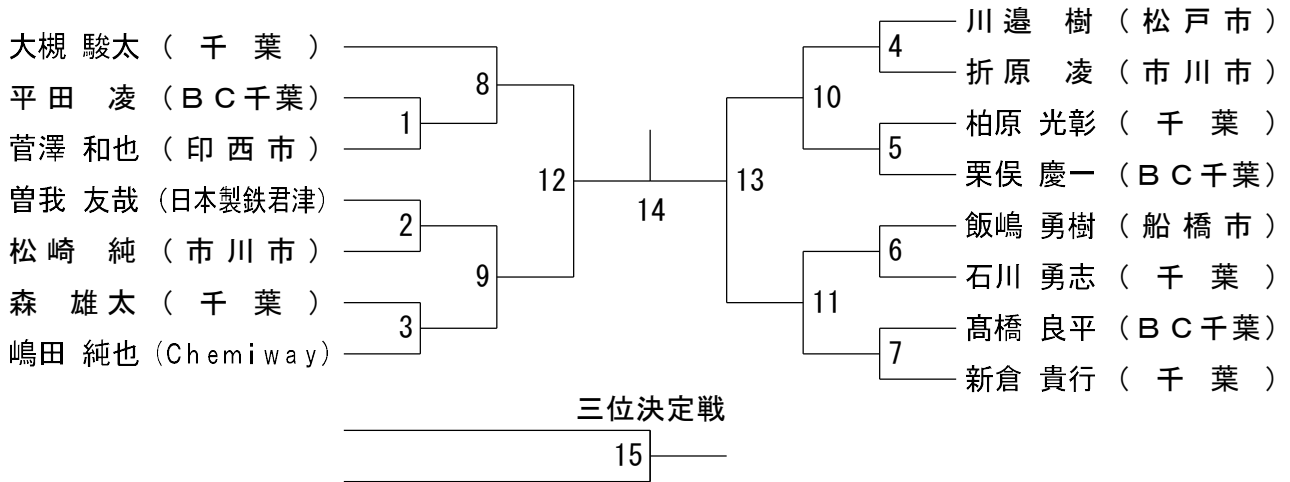 大槻 駿太 ( 千 葉 )
平田 凌 (BC千葉)
菅澤 和也 ( 印 西 市 )
曽我 友哉 (日本製鉄君津)
松崎 純 ( 市 川 市 )
森 雄太 ( 千 葉 )
嶋田 純也 (Chemiway)
8
1
2
9
3
12
14
13
10
4
5
11
6
7
川邉 樹 ( 松 戸 市 )
折原 凌 ( 市 川 市 )
柏原 光彰 ( 千 葉 )
栗俣 慶一 (BC千葉)
飯嶋 勇樹 ( 船 橋 市 )
石川 勇志 ( 千 葉 )
髙橋 良平 (BC千葉)
新倉 貴行 ( 千 葉 )
三位決定戦
15